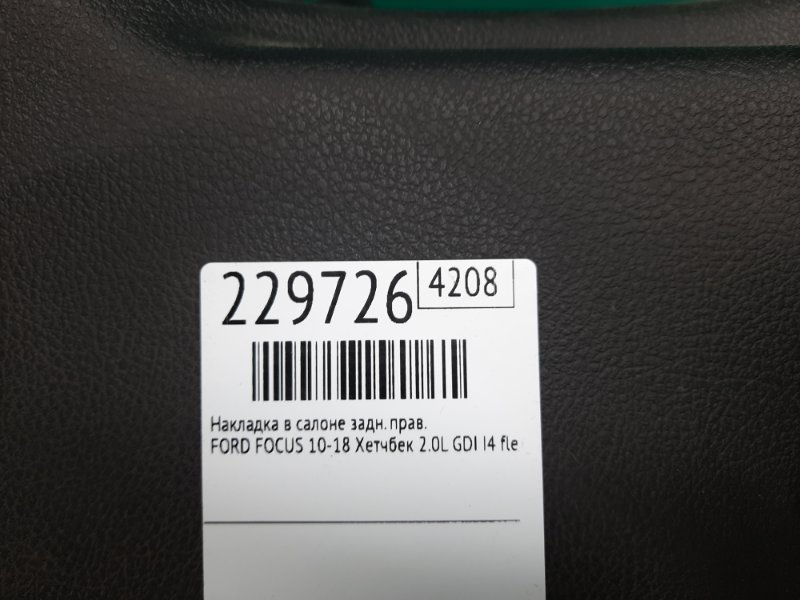 229726 4208
Накладка в салоне задн. прав.
FORD FOCUS 10-18 Хетчбек 2.0L GDI I4 fle